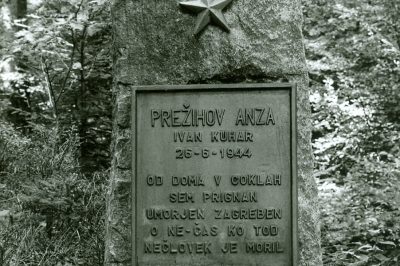 PREŽIHOV ANZA
IVAN KUHAR
26-6-1944
OD DOMA V COKLAH
SEM PRIGNAN
UMORJEN ZAGREBEN
O NE-ČAS KO TOD
NEČLOVEK JE MORIL